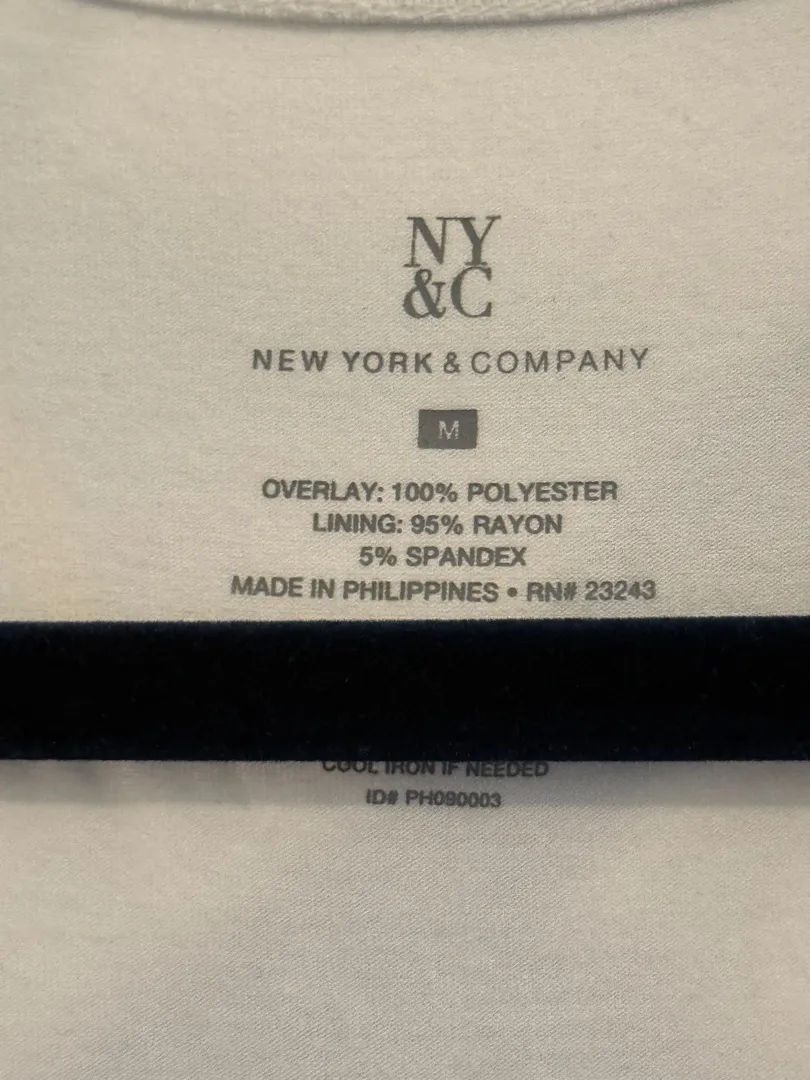 NY
&C
NEW YORK & COMPANY
M
OVERLAY: 100% POLYESTER
LINING: 95% RAYON
5% SPANDEX
MADE IN PHILIPPINES • RN# 23243
COOL IRON IF NEEDED
ID# PH090003